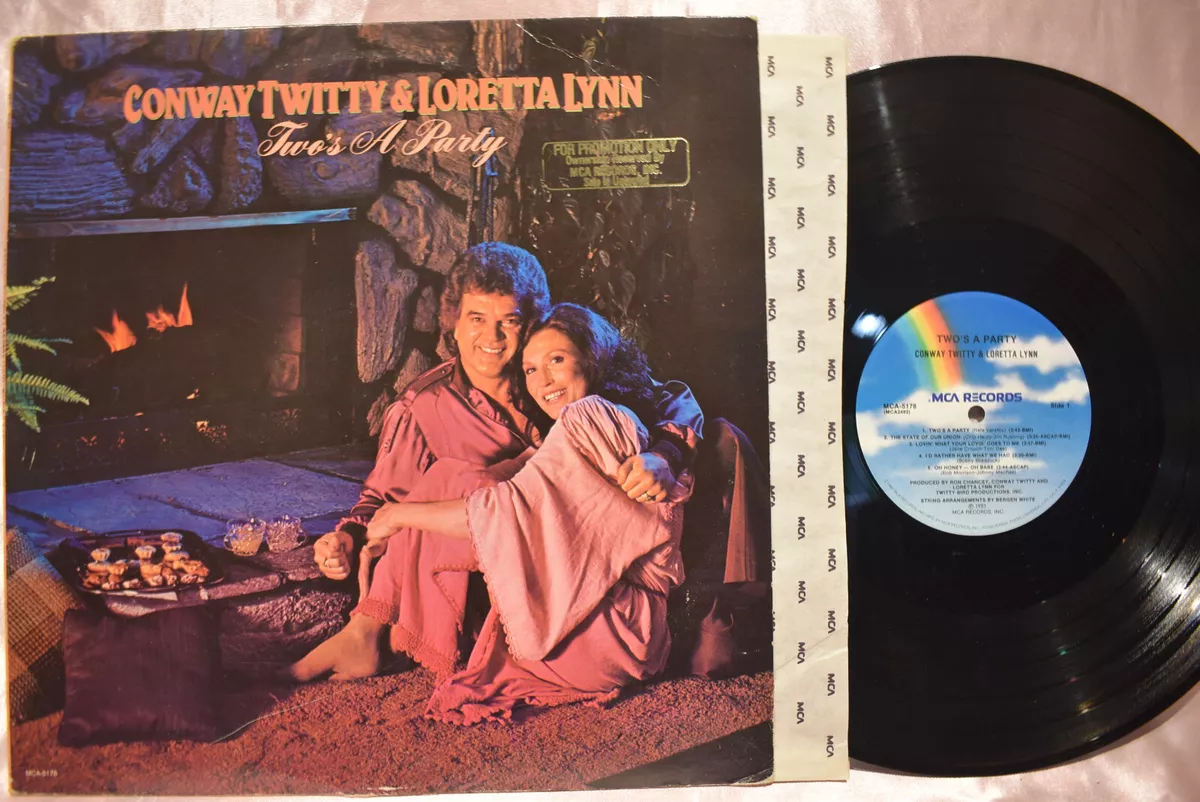 CONWAY TWITTY & LORETTA LYNN
Two's A Party
FOR PROMOTION ONLY
Ownership Reserved by
MCA RECORDS, INC.
Sale is Unlawful
MCA-5178
MCA
TWO'S A PARTY
CONWAY TWITTY & LORETTA LYNN
MCA RECORDS
MCA-5178
(MCA2492)
Side 1
1. TWO'S A PARTY
2. THE STATE OF OUR UNION
3. LOVIN' WHAT YOUR LOVIN' DOES TO ME
4. I'D RATHER HAVE WHAT WE HAD
5. OH HONEY — OH BABE
PRODUCED BY RON CHANCEY, CONWAY TWITTY AND
LORETTA LYNN FOR
TWITTY BIRD PRODUCTIONS, INC.
STRING ARRANGEMENTS BY BERGEN WHITE
℗ 1981
MCA RECORDS, INC.